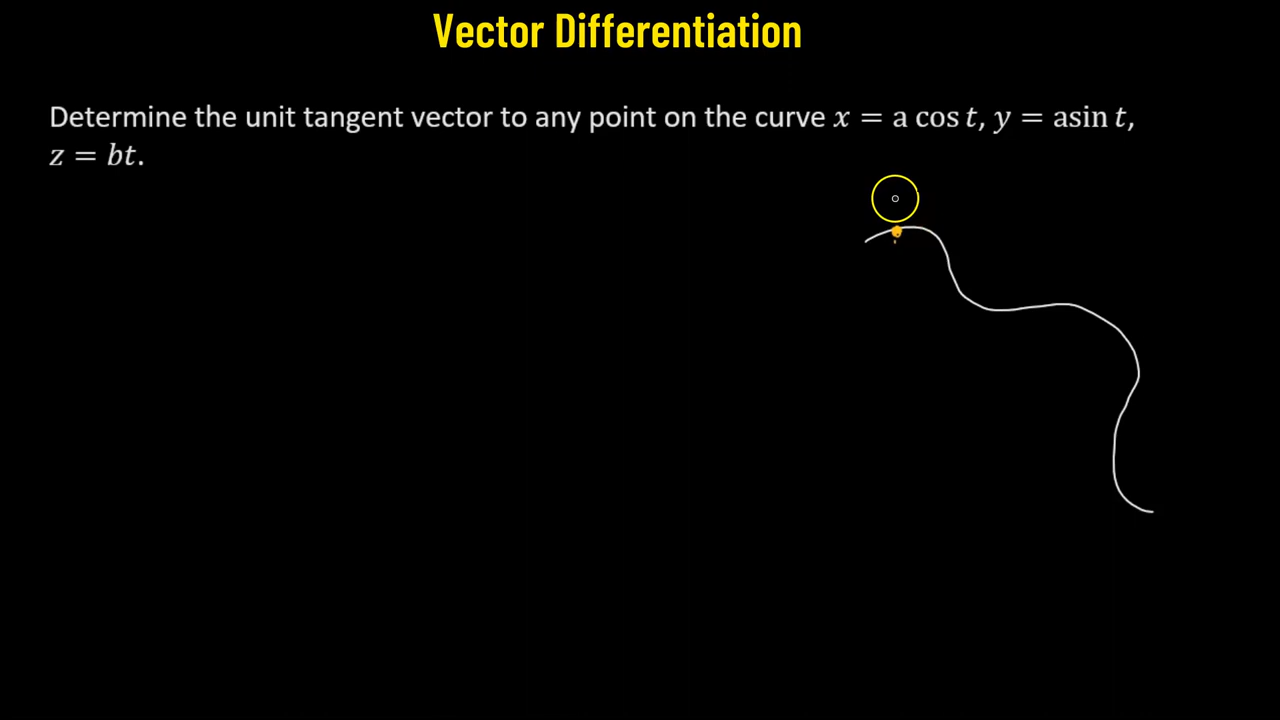 Vector Differentiation
Determine the unit tangent vector to any point on the curve x = a cos t, y = asin t,
z = bt.